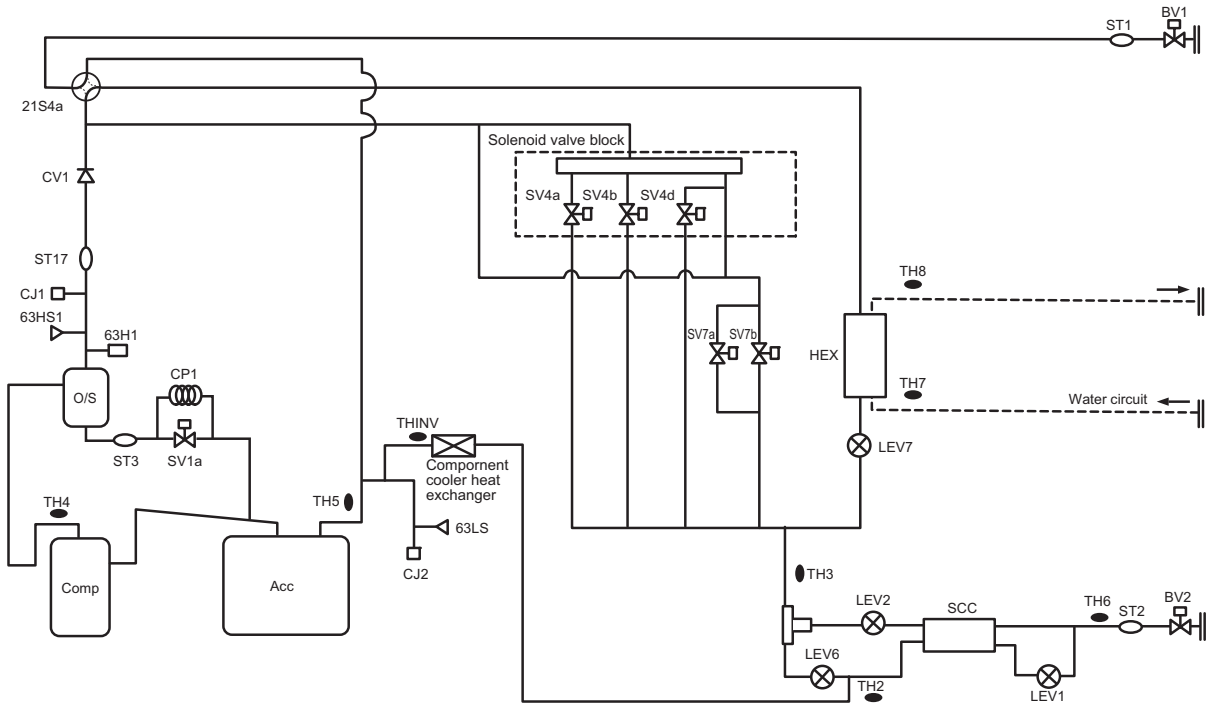 BV1
ST1
21S4a
Solenoid valve block
CV1
SV4a
SV4b
SV4d
ST17
TH8
CJ1
63HS1
63H1
SV7a
SV7b
HEX
CP1
TH7
O/S
Water circuit
THINV
LEV7
ST3
SV1a
Compornent
cooler heat
exchanger
TH4
TH5
63LS
CJ2
TH3
Comp
Acc
LEV2
SCC
TH6
ST2
BV2
LEV6
TH2
LEV1